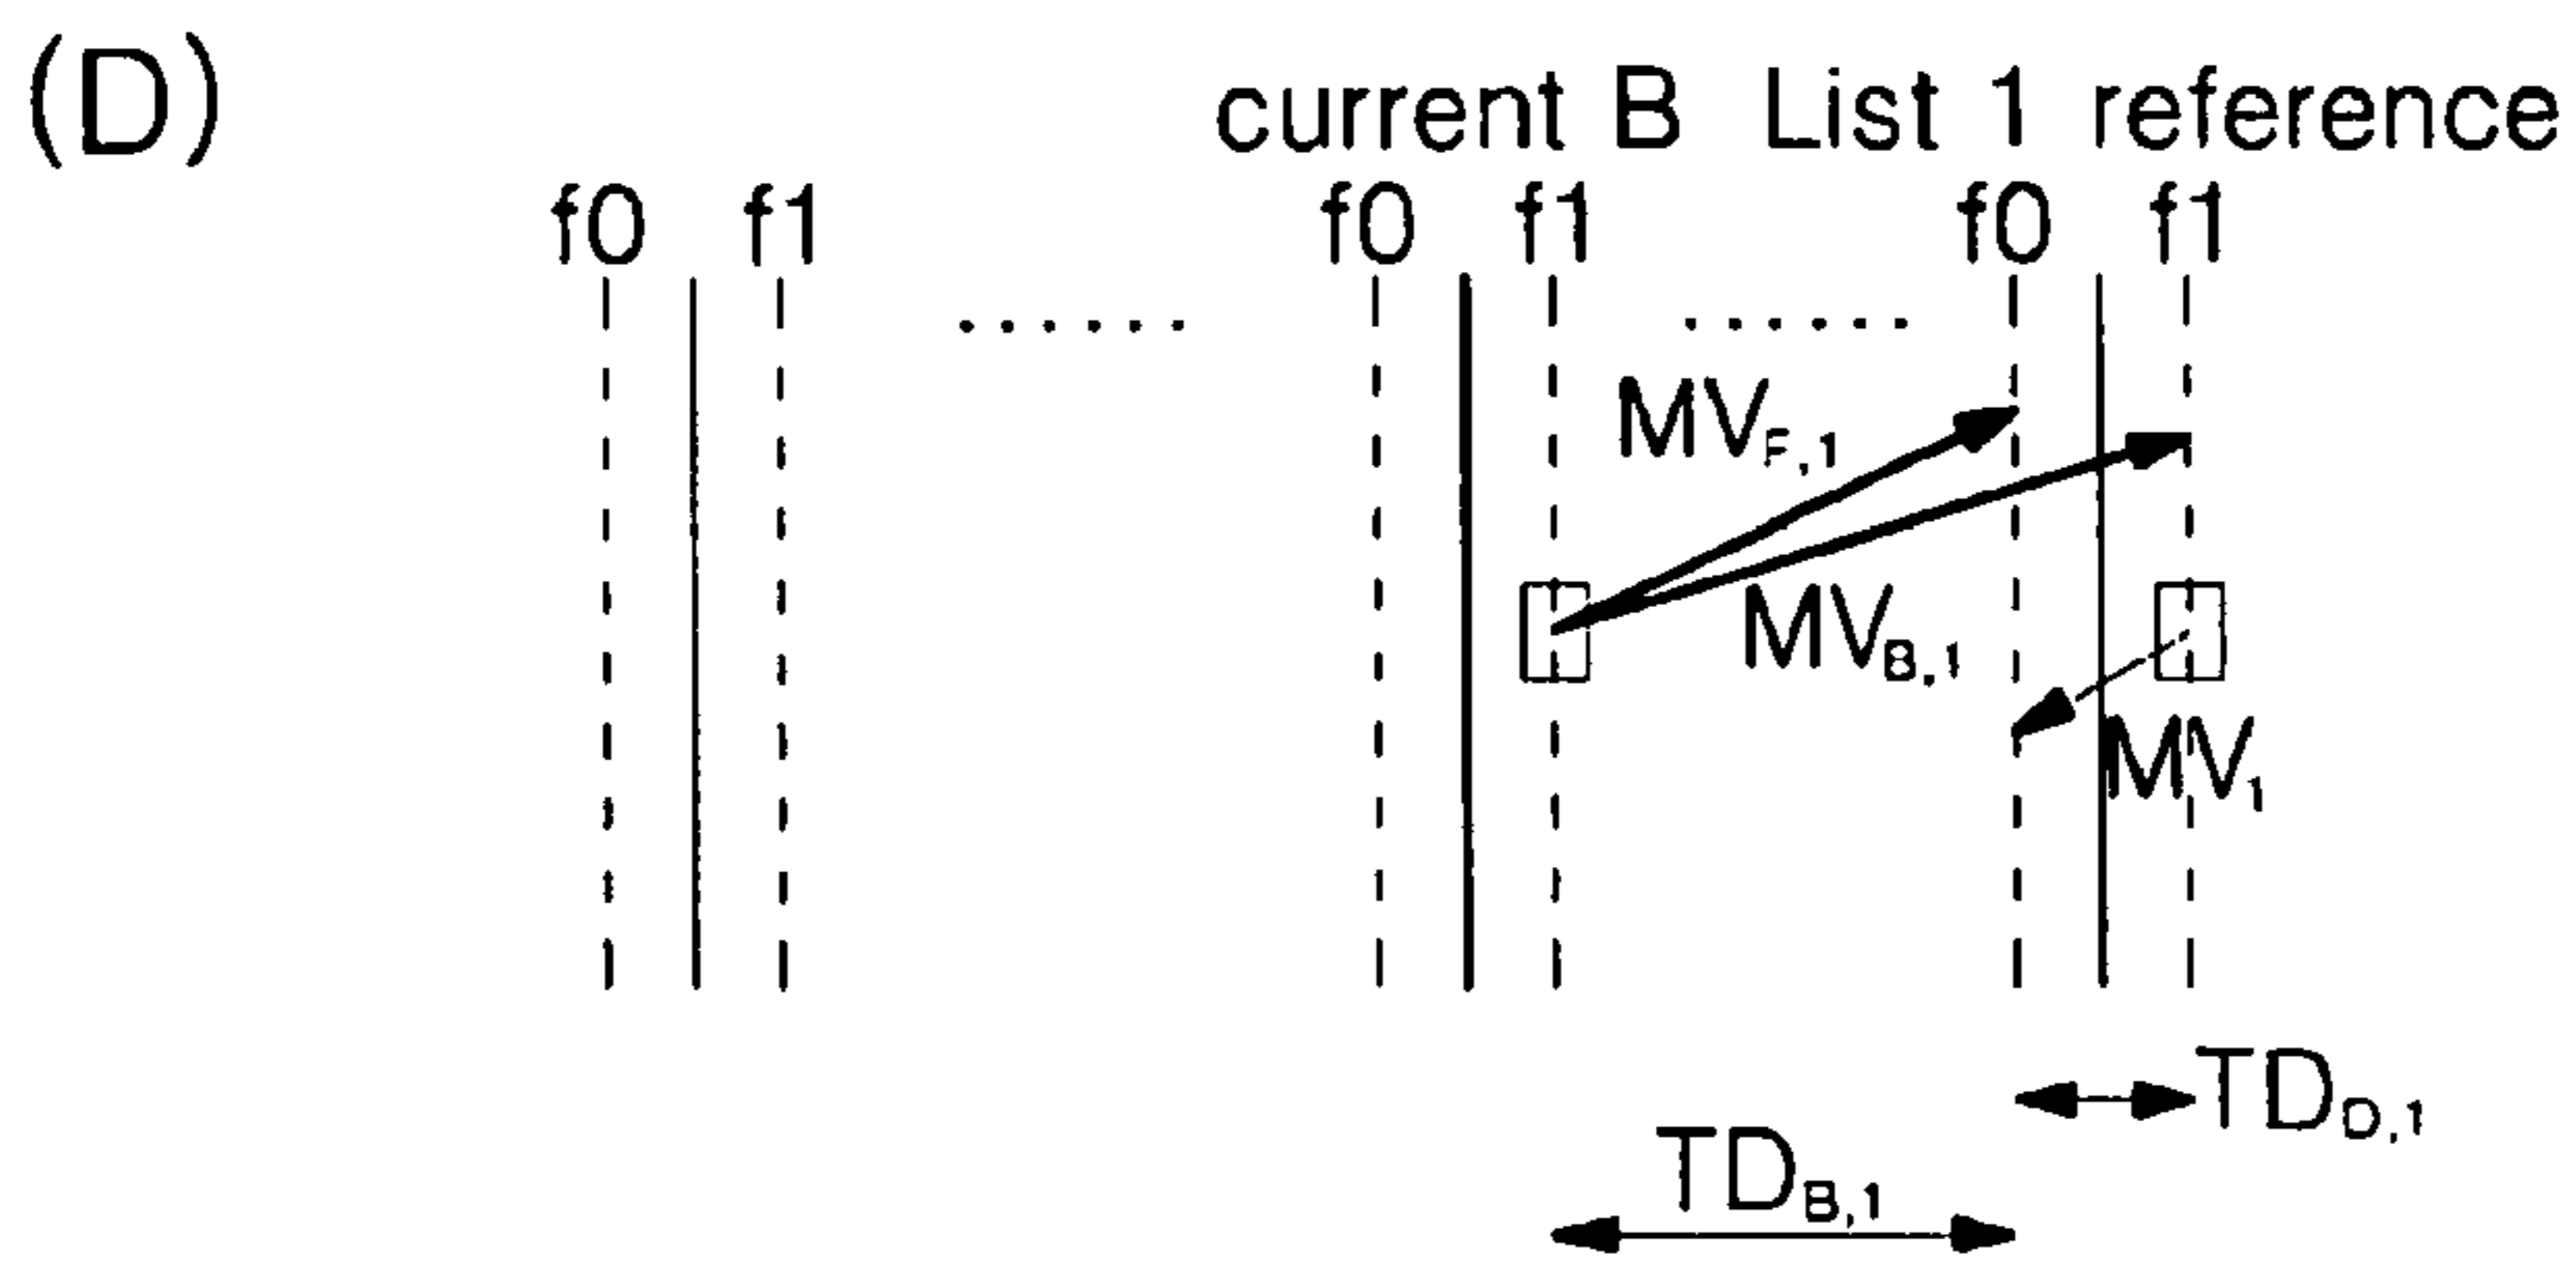 (D)
current B List 1 reference
f0 f1 f0 f1 f0 f1
......  ......
MVF,1
MVB,1
MV1
TDD,1
TDB,1